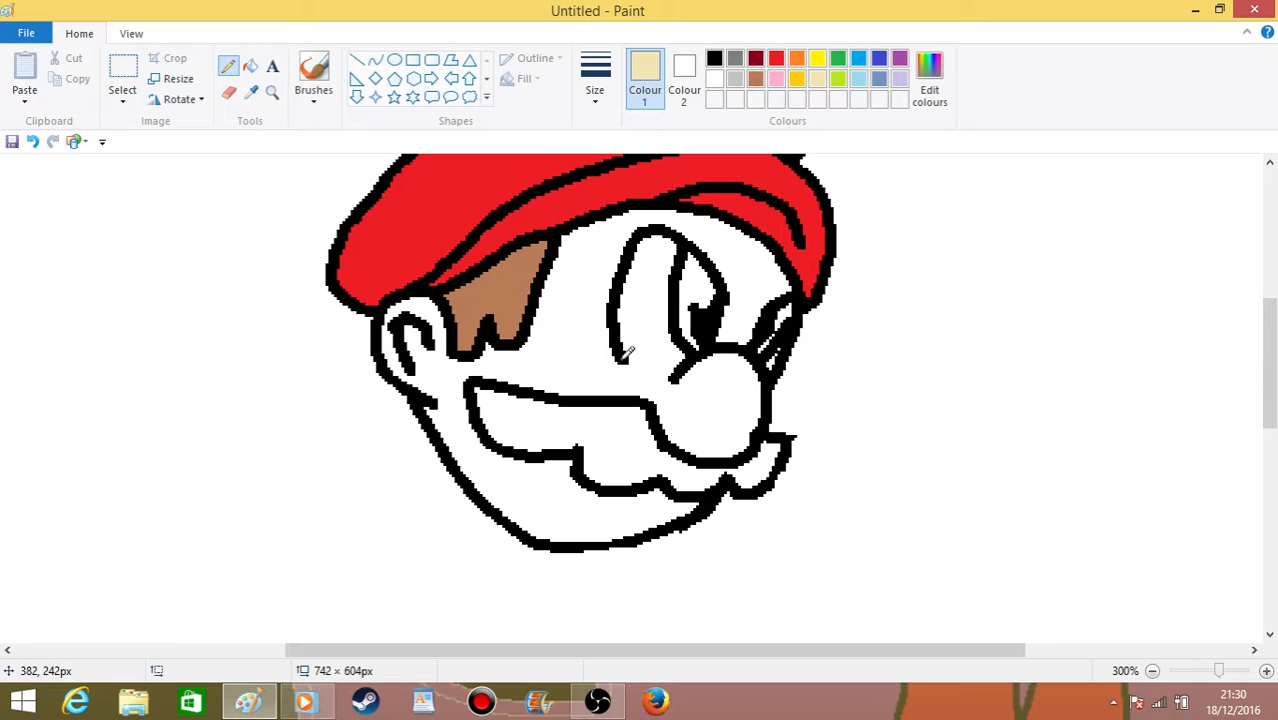 Untitled - Paint
File Home View
Paste
Cut
Copy
Clipboard
Select
Crop
Resize
Rotate
Image
A
Tools
Brushes
Outline
Fill
Shapes
Size
Colour 1
Colour 2
Edit colours
Colours
382, 242px
742 × 604px
300%
21:30
18/12/2016